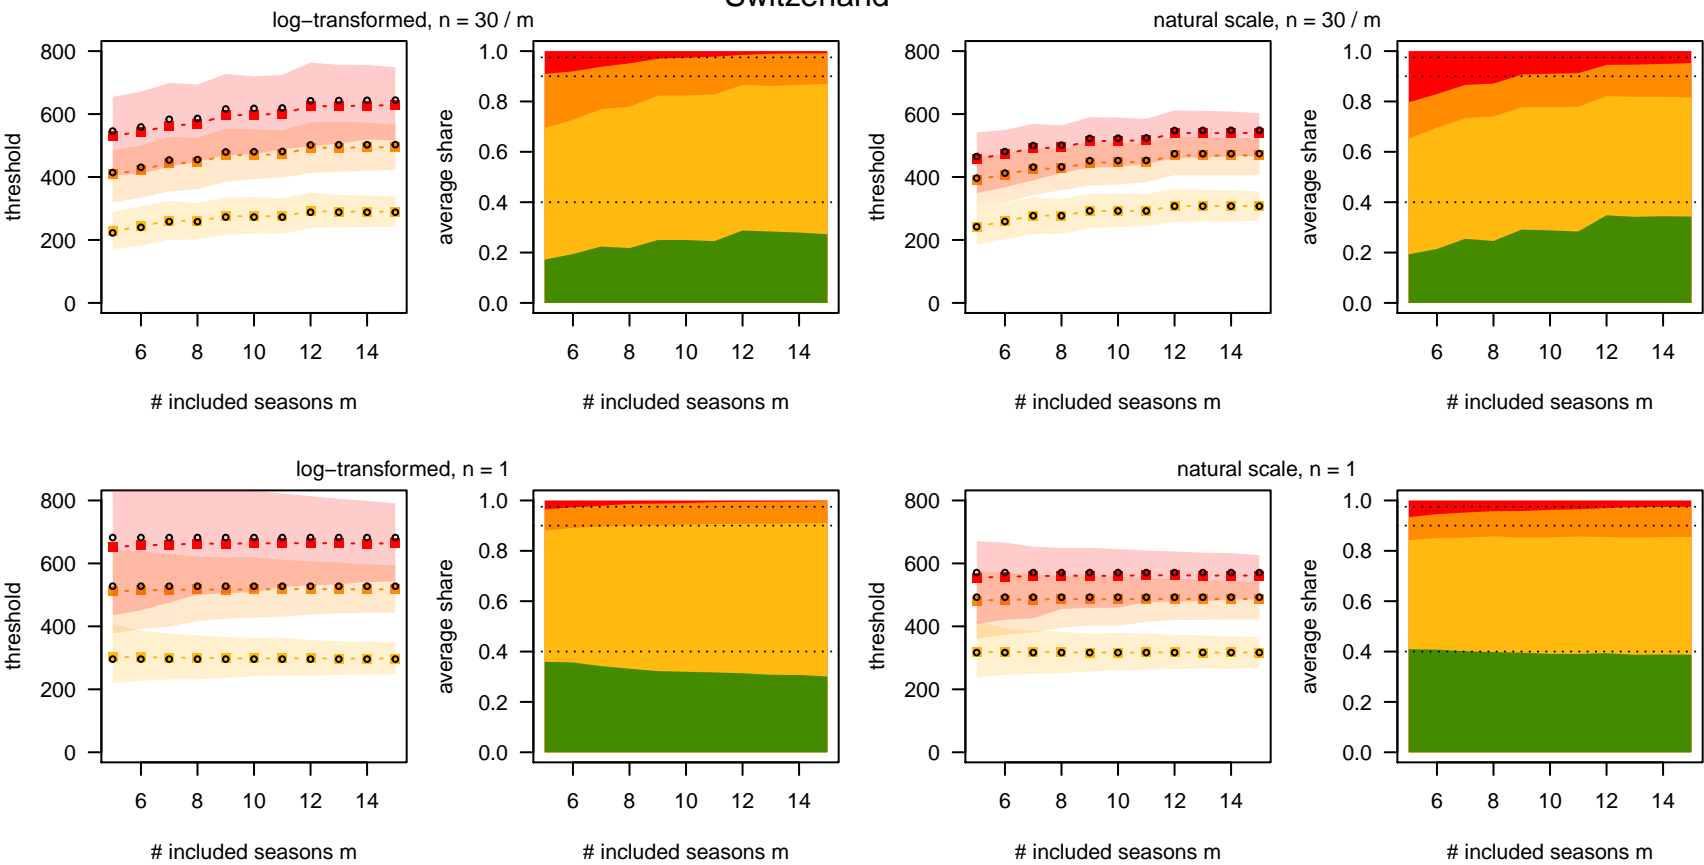 Switzerland
log−transformed, n = 30 / m
natural scale, n = 30 / m
threshold
0 200 400 600 800
6 8 10 12 14
# included seasons m
average share
0.0 0.2 0.4 0.6 0.8 1.0
6 8 10 12 14
# included seasons m
threshold
0 200 400 600 800
6 8 10 12 14
# included seasons m
average share
0.0 0.2 0.4 0.6 0.8 1.0
6 8 10 12 14
# included seasons m
log−transformed, n = 1
natural scale, n = 1
threshold
0 200 400 600 800
6 8 10 12 14
# included seasons m
average share
0.0 0.2 0.4 0.6 0.8 1.0
6 8 10 12 14
# included seasons m
threshold
0 200 400 600 800
6 8 10 12 14
# included seasons m
average share
0.0 0.2 0.4 0.6 0.8 1.0
6 8 10 12 14
# included seasons m